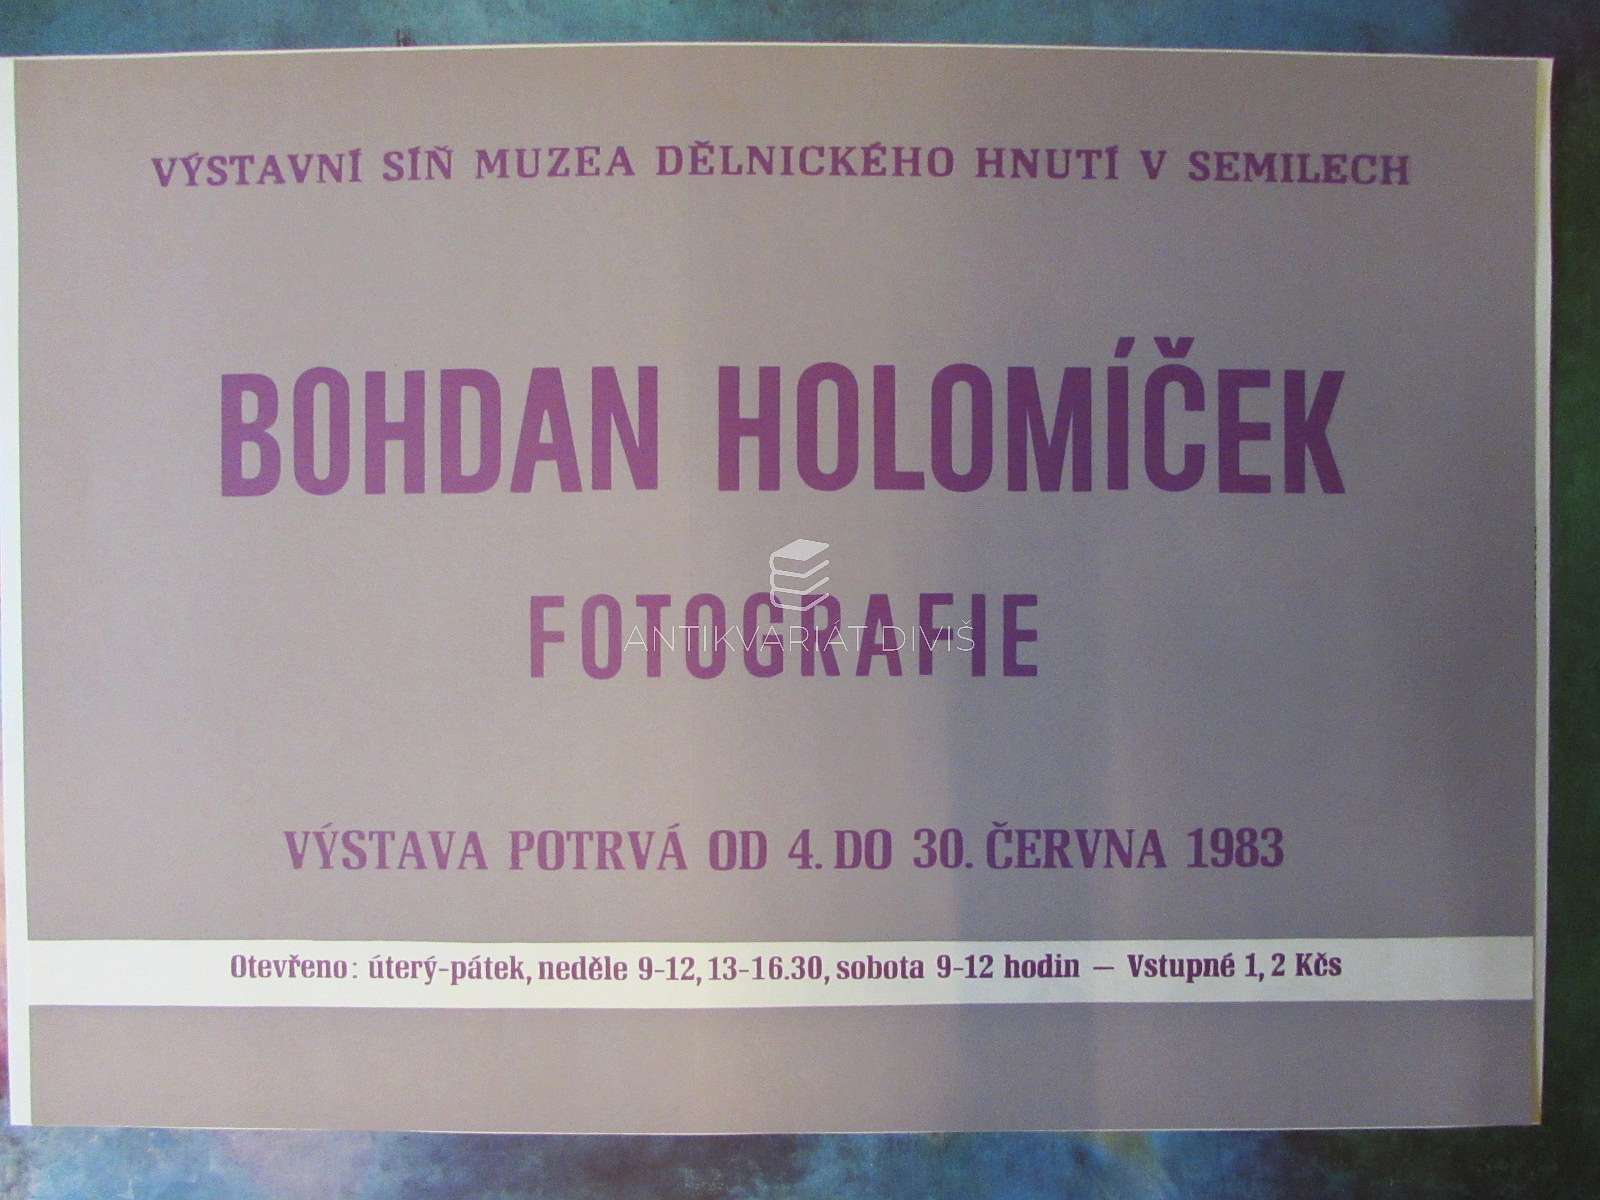 VÝSTAVNÍ SÍŇ MUZEA DĚLNICKÉHO HNUTÍ V SEMILECH
BOHDAN HOLOMÍČEK
FOTOGRAFIE
ANTIKVARIÁT DIVIŠ
VÝSTAVA POTRVÁ OD 4. DO 30. ČERVNA 1983
Otevřeno: úterý-pátek, neděle 9-12, 13-16.30, sobota 9-12 hodin — Vstupné 1, 2 Kčs